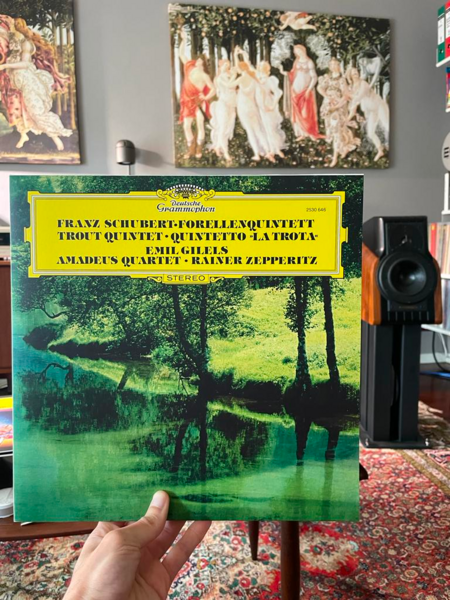 Deutsche
Grammophon
2530 646
FRANZ SCHUBERT·FORELLENQUINTETT
TROUT QUINTET·QUINTETTO ·LA TROTA·
EMIL GILELS
AMADEUS QUARTET·RAINER ZEPPERITZ
STEREO